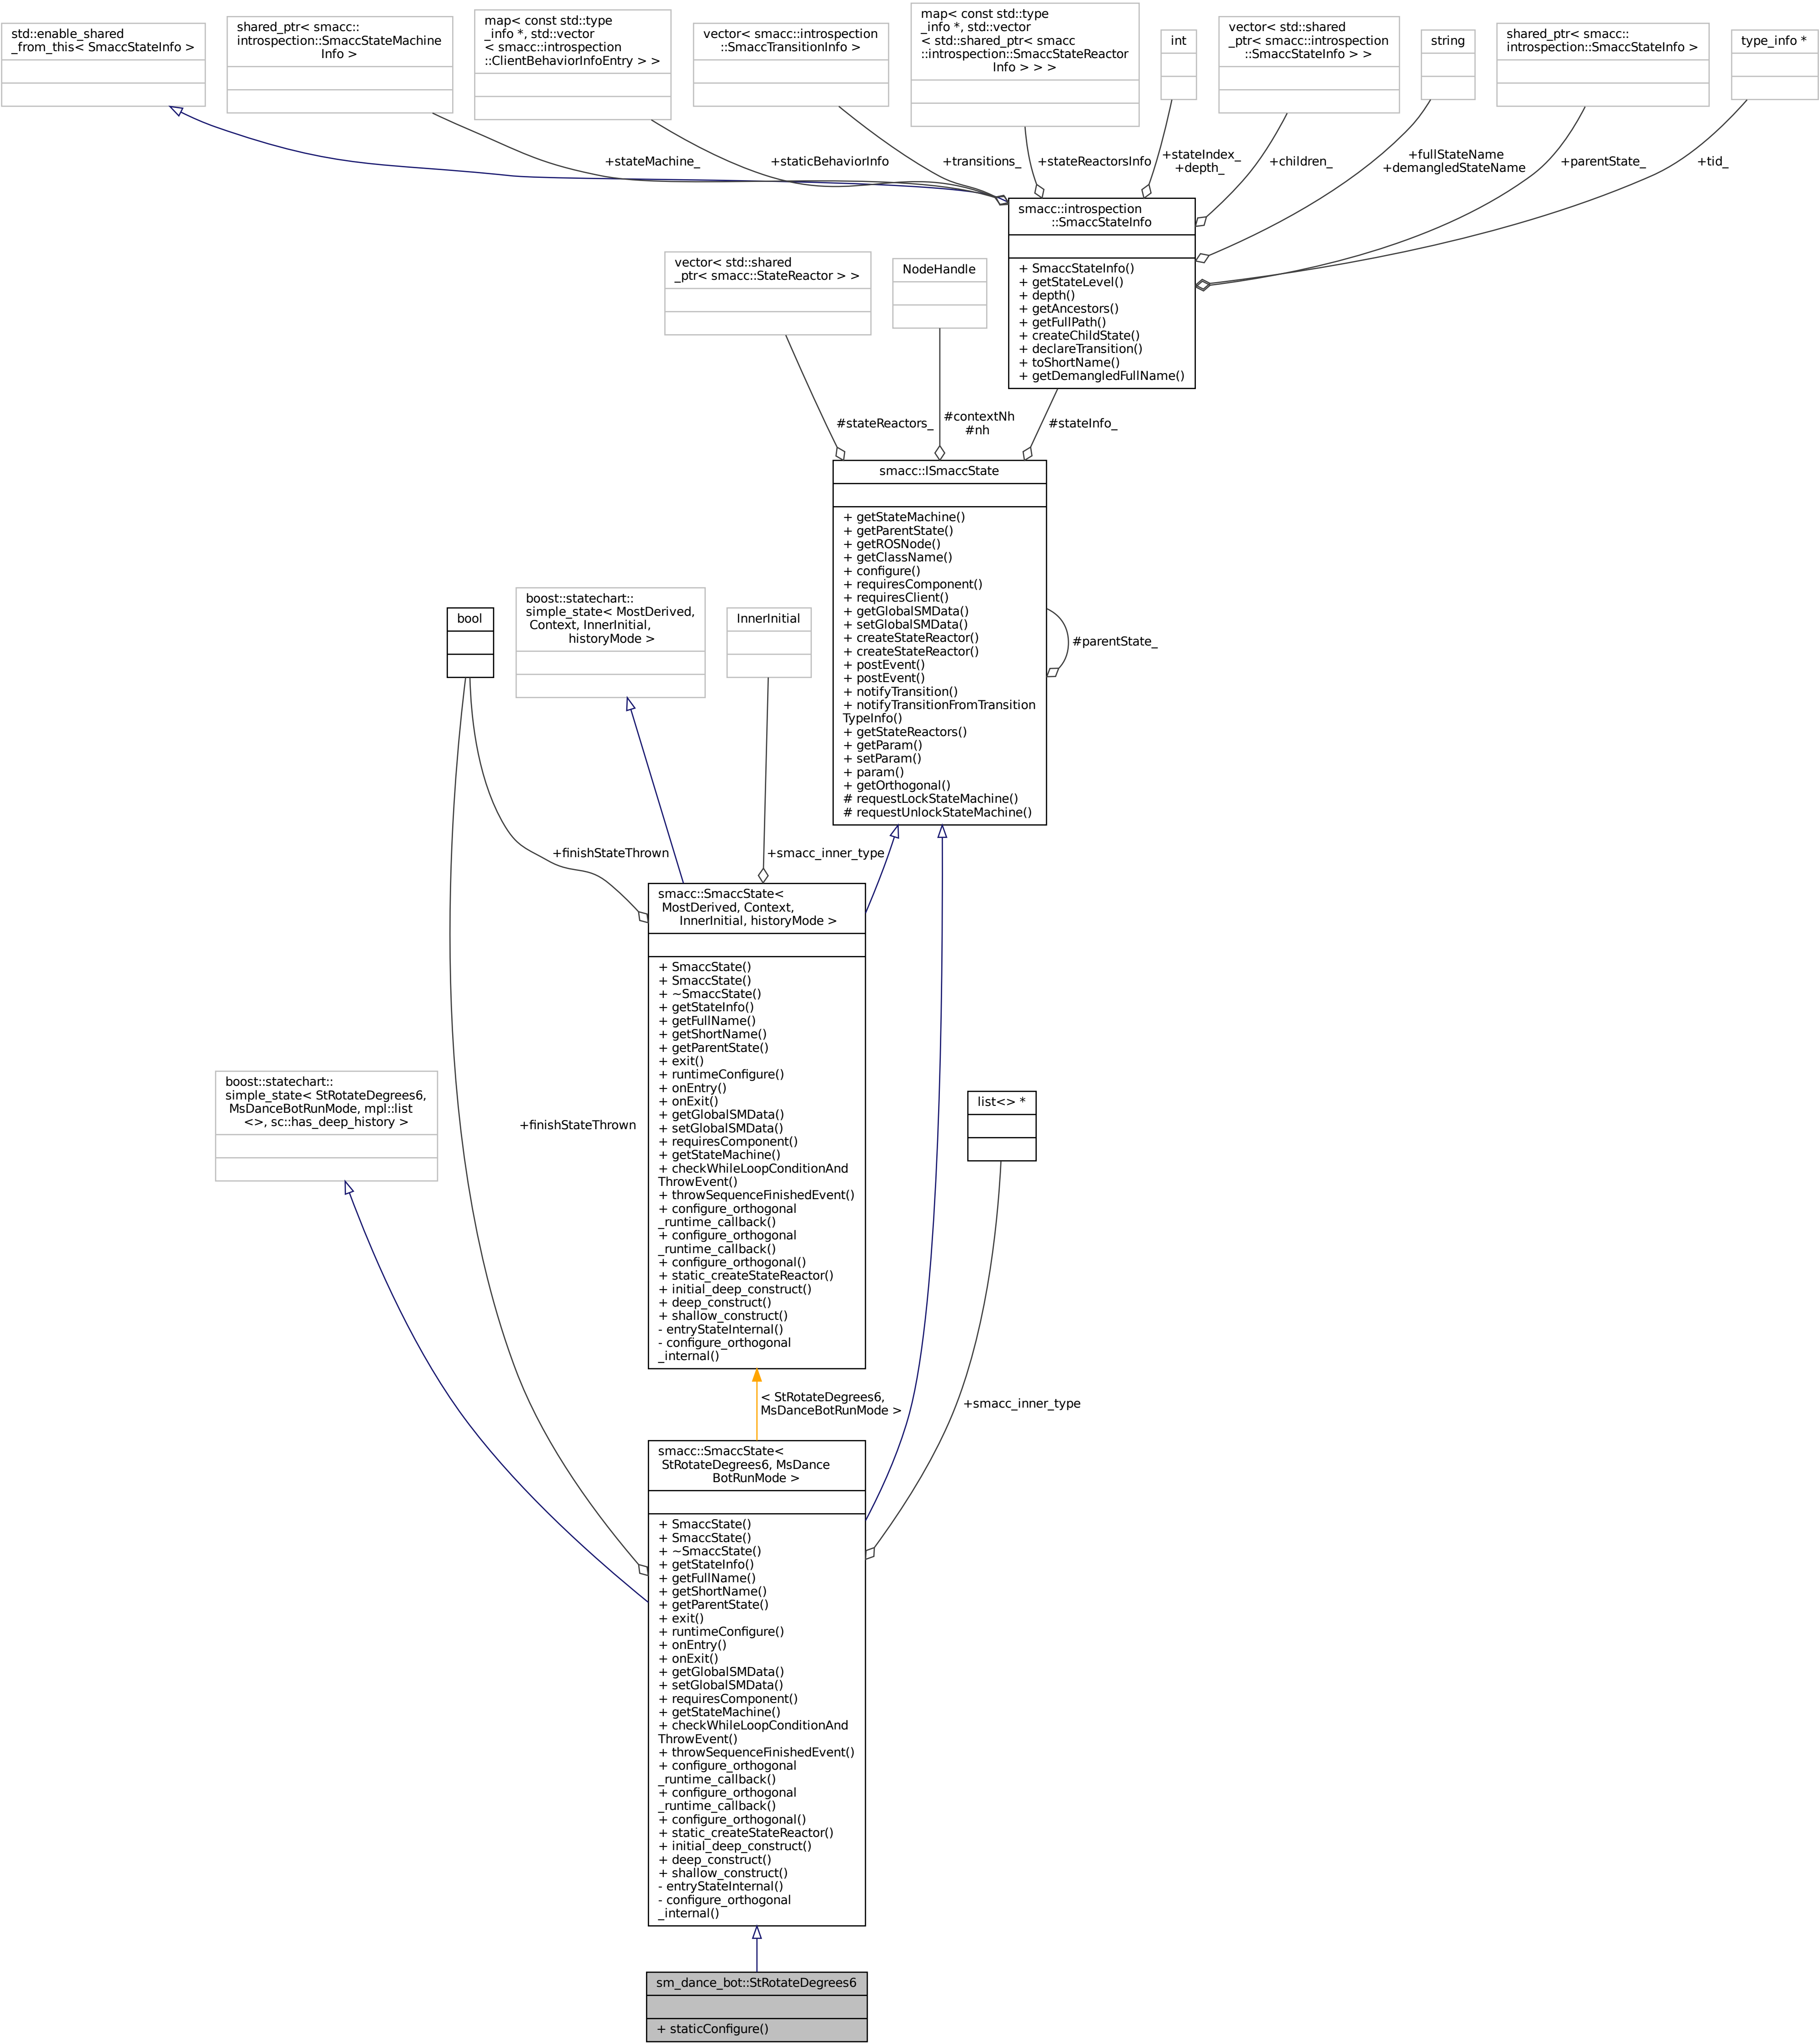 std::enable_shared
_from_this< SmaccStateInfo >
shared_ptr< smacc::
introspection::SmaccStateMachine
Info >
map< const std::type
_info *, std::vector
< smacc::introspection
::ClientBehaviorInfoEntry > >
vector< smacc::introspection
::SmaccTransitionInfo >
map< const std::type
_info *, std::vector
< std::shared_ptr< smacc
::introspection::SmaccStateReactor
Info > > >
int
vector< std::shared
_ptr< smacc::introspection
::SmaccStateInfo > >
string
shared_ptr< smacc::
introspection::SmaccStateInfo >
type_info *
+stateMachine_
+staticBehaviorInfo
+transitions_
+stateReactorsInfo
+stateIndex_
+depth_
+children_
+fullStateName
+demangledStateName
+parentState_
+tid_
smacc::introspection
::SmaccStateInfo
+ SmaccStateInfo()
+ getStateLevel()
+ depth()
+ getAncestors()
+ getFullPath()
+ createChildState()
+ declareTransition()
+ toShortName()
+ getDemangledFullName()
vector< std::shared
_ptr< smacc::StateReactor > >
NodeHandle
#stateReactors_
#contextNh
#nh
#stateInfo_
smacc::ISmaccState
+ getStateMachine()
+ getParentState()
+ getROSNode()
+ getClassName()
+ configure()
+ requiresComponent()
+ requiresClient()
+ getGlobalSMData()
+ setGlobalSMData()
+ createStateReactor()
+ createStateReactor()
+ postEvent()
+ postEvent()
+ notifyTransition()
+ notifyTransitionFromTransition
TypeInfo()
+ getStateReactors()
+ getParam()
+ setParam()
+ param()
+ getOrthogonal()
# requestLockStateMachine()
# requestUnlockStateMachine()
#parentState_
bool
boost::statechart::
simple_state< MostDerived,
Context, InnerInitial,
historyMode >
InnerInitial
+finishStateThrown
+smacc_inner_type
smacc::SmaccState<
MostDerived, Context,
InnerInitial, historyMode >
+ SmaccState()
+ SmaccState()
+ ~SmaccState()
+ getStateInfo()
+ getFullName()
+ getShortName()
+ getParentState()
+ exit()
+ runtimeConfigure()
+ onEntry()
+ onExit()
+ getGlobalSMData()
+ setGlobalSMData()
+ requiresComponent()
+ getStateMachine()
+ checkWhileLoopConditionAnd
ThrowEvent()
+ throwSequenceFinishedEvent()
+ configure_orthogonal
_runtime_callback()
+ configure_orthogonal
_runtime_callback()
+ configure_orthogonal()
+ static_createStateReactor()
+ initial_deep_construct()
+ deep_construct()
+ shallow_construct()
- entryStateInternal()
- configure_orthogonal
_internal()
boost::statechart::
simple_state< StRotateDegrees6,
MsDanceBotRunMode, mpl::list
<>, sc::has_deep_history >
+finishStateThrown
list<> *
< StRotateDegrees6,
MsDanceBotRunMode >
+smacc_inner_type
smacc::SmaccState<
StRotateDegrees6, MsDance
BotRunMode >
+ SmaccState()
+ SmaccState()
+ ~SmaccState()
+ getStateInfo()
+ getFullName()
+ getShortName()
+ getParentState()
+ exit()
+ runtimeConfigure()
+ onEntry()
+ onExit()
+ getGlobalSMData()
+ setGlobalSMData()
+ requiresComponent()
+ getStateMachine()
+ checkWhileLoopConditionAnd
ThrowEvent()
+ throwSequenceFinishedEvent()
+ configure_orthogonal
_runtime_callback()
+ configure_orthogonal
_runtime_callback()
+ configure_orthogonal()
+ static_createStateReactor()
+ initial_deep_construct()
+ deep_construct()
+ shallow_construct()
- entryStateInternal()
- configure_orthogonal
_internal()
sm_dance_bot::StRotateDegrees6
+ staticConfigure()